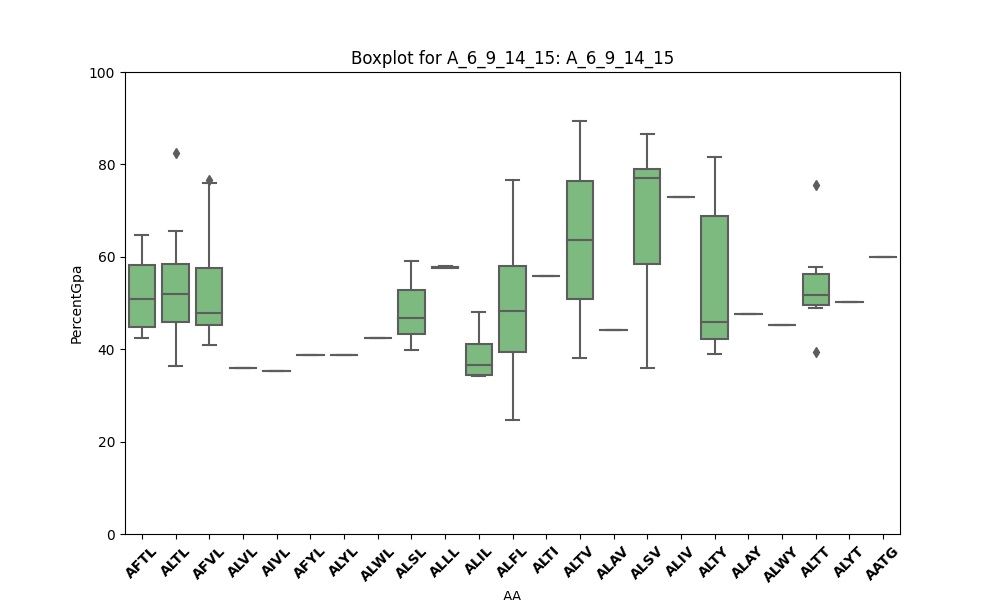 Boxplot for A_6_9_14_15: A_6_9_14_15
100
80
60
40
20
0
PercentGpa
AFTL ALTL AFVL ALVL AIVL AFYL ALYL ALWL ALSL ALLL ALIL ALFL ALTI ALTV ALAV ALSV ALIV ALTY ALAY ALWY ALTT ALYT AATG
AA